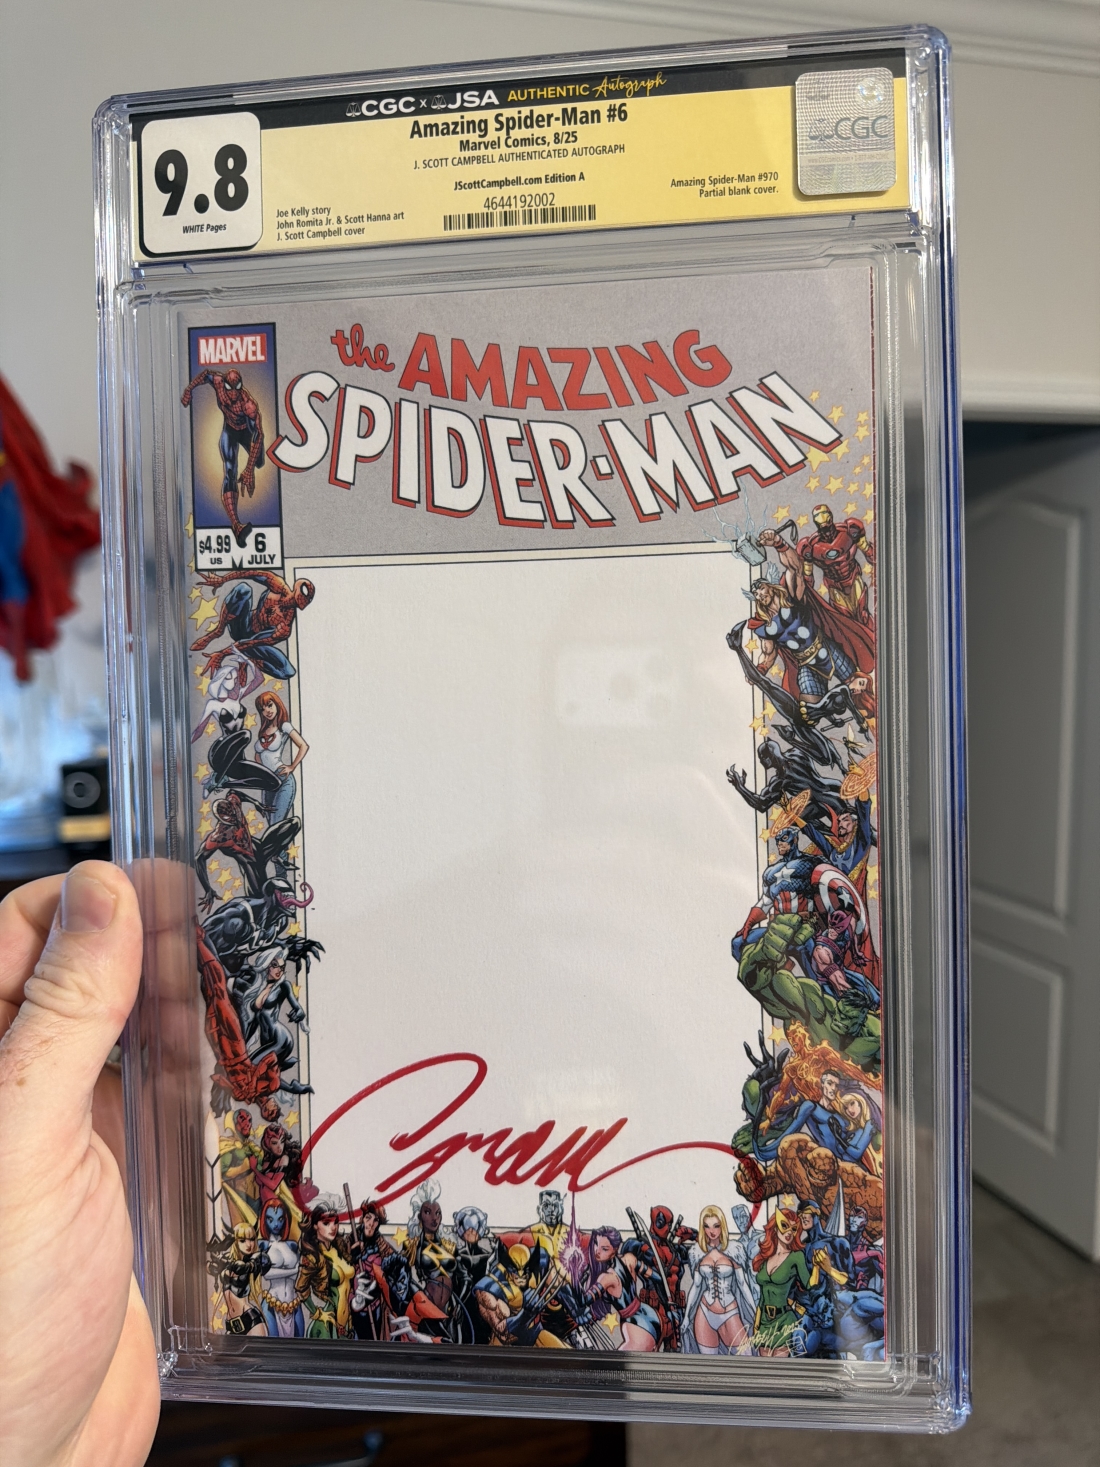 CGC x JSA AUTHENTIC Autograph
Amazing Spider-Man #6
Marvel Comics, 8/25
J. SCOTT CAMPBELL AUTHENTICATED AUTOGRAPH
JScottCampbell.com Edition A
4644192002
9.8
WHITE Pages
Joe Kelly story
John Romita Jr. & Scott Hanna art
J. Scott Campbell cover
Amazing Spider-Man #970
Partial blank cover.
CGC
MARVEL
the AMAZING
SPIDER-MAN
$4.99 US
6 JULY
CGC